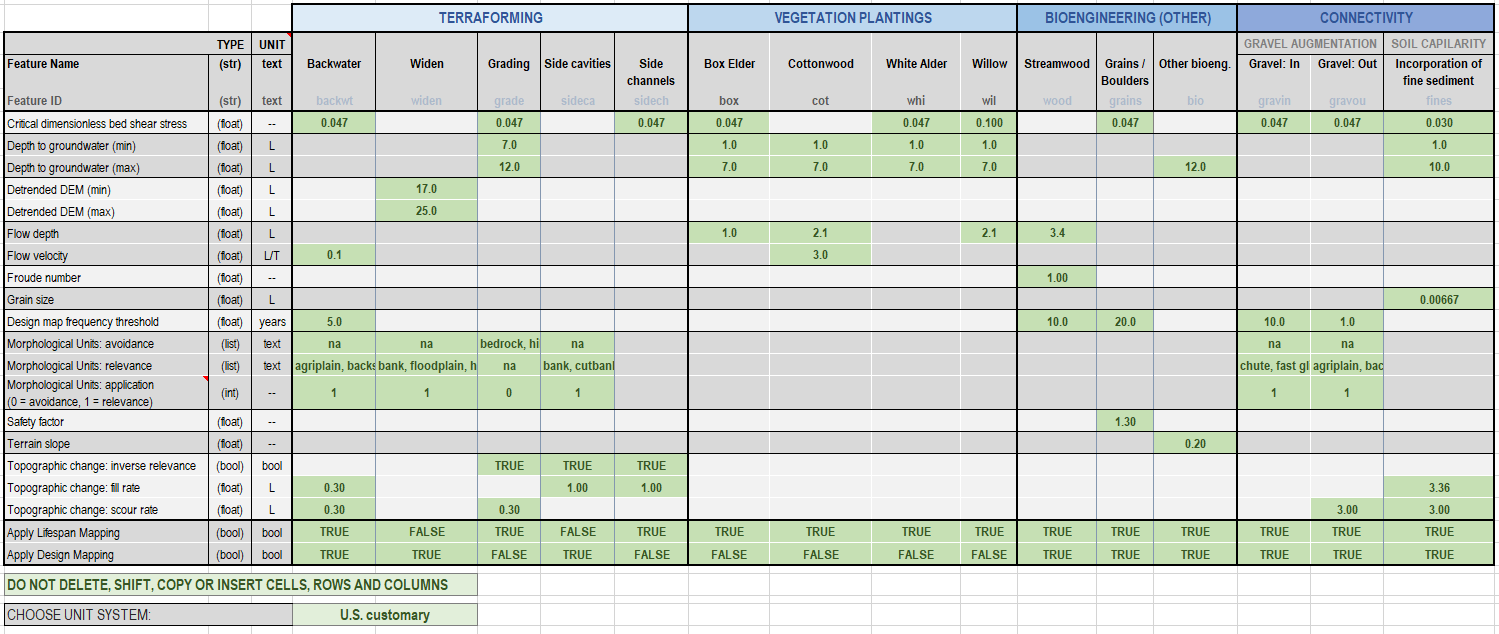 TERRAFORMING VEGETATION PLANTINGS BIOENGINEERING (OTHER) CONNECTIVITY
TYPE UNIT GRAVEL AUGMENTATION SOIL CAPILARITY
Feature Name (str) text Backwater Widen Grading Side cavities Side channels Box Elder Cottonwood White Alder Willow Streamwood Grains / Boulders Other bioeng. Gravel: In Gravel: Out Incorporation of fine sediment
Feature ID (str) text backwt widen grade sideca sidech box cot whi wil wood grains bio gravin gravou fines
Critical dimensionless bed shear stress (float) -- 0.047 0.047 0.047 0.047 0.047 0.100 0.047 0.047 0.047 0.030
Depth to groundwater (min) (float) L 7.0 1.0 1.0 1.0 1.0 1.0
Depth to groundwater (max) (float) L 12.0 7.0 7.0 7.0 7.0 12.0 10.0
Detrended DEM (min) (float) L 17.0
Detrended DEM (max) (float) L 25.0
Flow depth (float) L 1.0 2.1 2.1 3.4
Flow velocity (float) L/T 0.1 3.0
Froude number (float) -- 1.00
Grain size (float) L 0.00667
Design map frequency threshold (float) years 5.0 10.0 20.0 10.0 1.0
Morphological Units: avoidance (list) text na na bedrock, hi na na na
Morphological Units: relevance (list) text agriplain, backs bank, floodplain, h na bank, cutbank chute, fast gl agriplain, bac
Morphological Units: application
(0 = avoidance, 1 = relevance) (int) -- 1 1 0 1 1 1
Safety factor (float) -- 1.30
Terrain slope (float) -- 0.20
Topographic change: inverse relevance (bool) bool TRUE TRUE TRUE
Topographic change: fill rate (float) L 0.30 1.00 1.00 3.36
Topographic change: scour rate (float) L 0.30 0.30 3.00 3.00
Apply Lifespan Mapping (bool) bool TRUE FALSE TRUE FALSE TRUE TRUE TRUE TRUE TRUE TRUE TRUE TRUE TRUE TRUE TRUE
Apply Design Mapping (bool) bool TRUE TRUE FALSE TRUE FALSE FALSE FALSE FALSE FALSE TRUE TRUE TRUE TRUE TRUE TRUE
DO NOT DELETE, SHIFT, COPY OR INSERT CELLS, ROWS AND COLUMNS
CHOOSE UNIT SYSTEM: U.S. customary